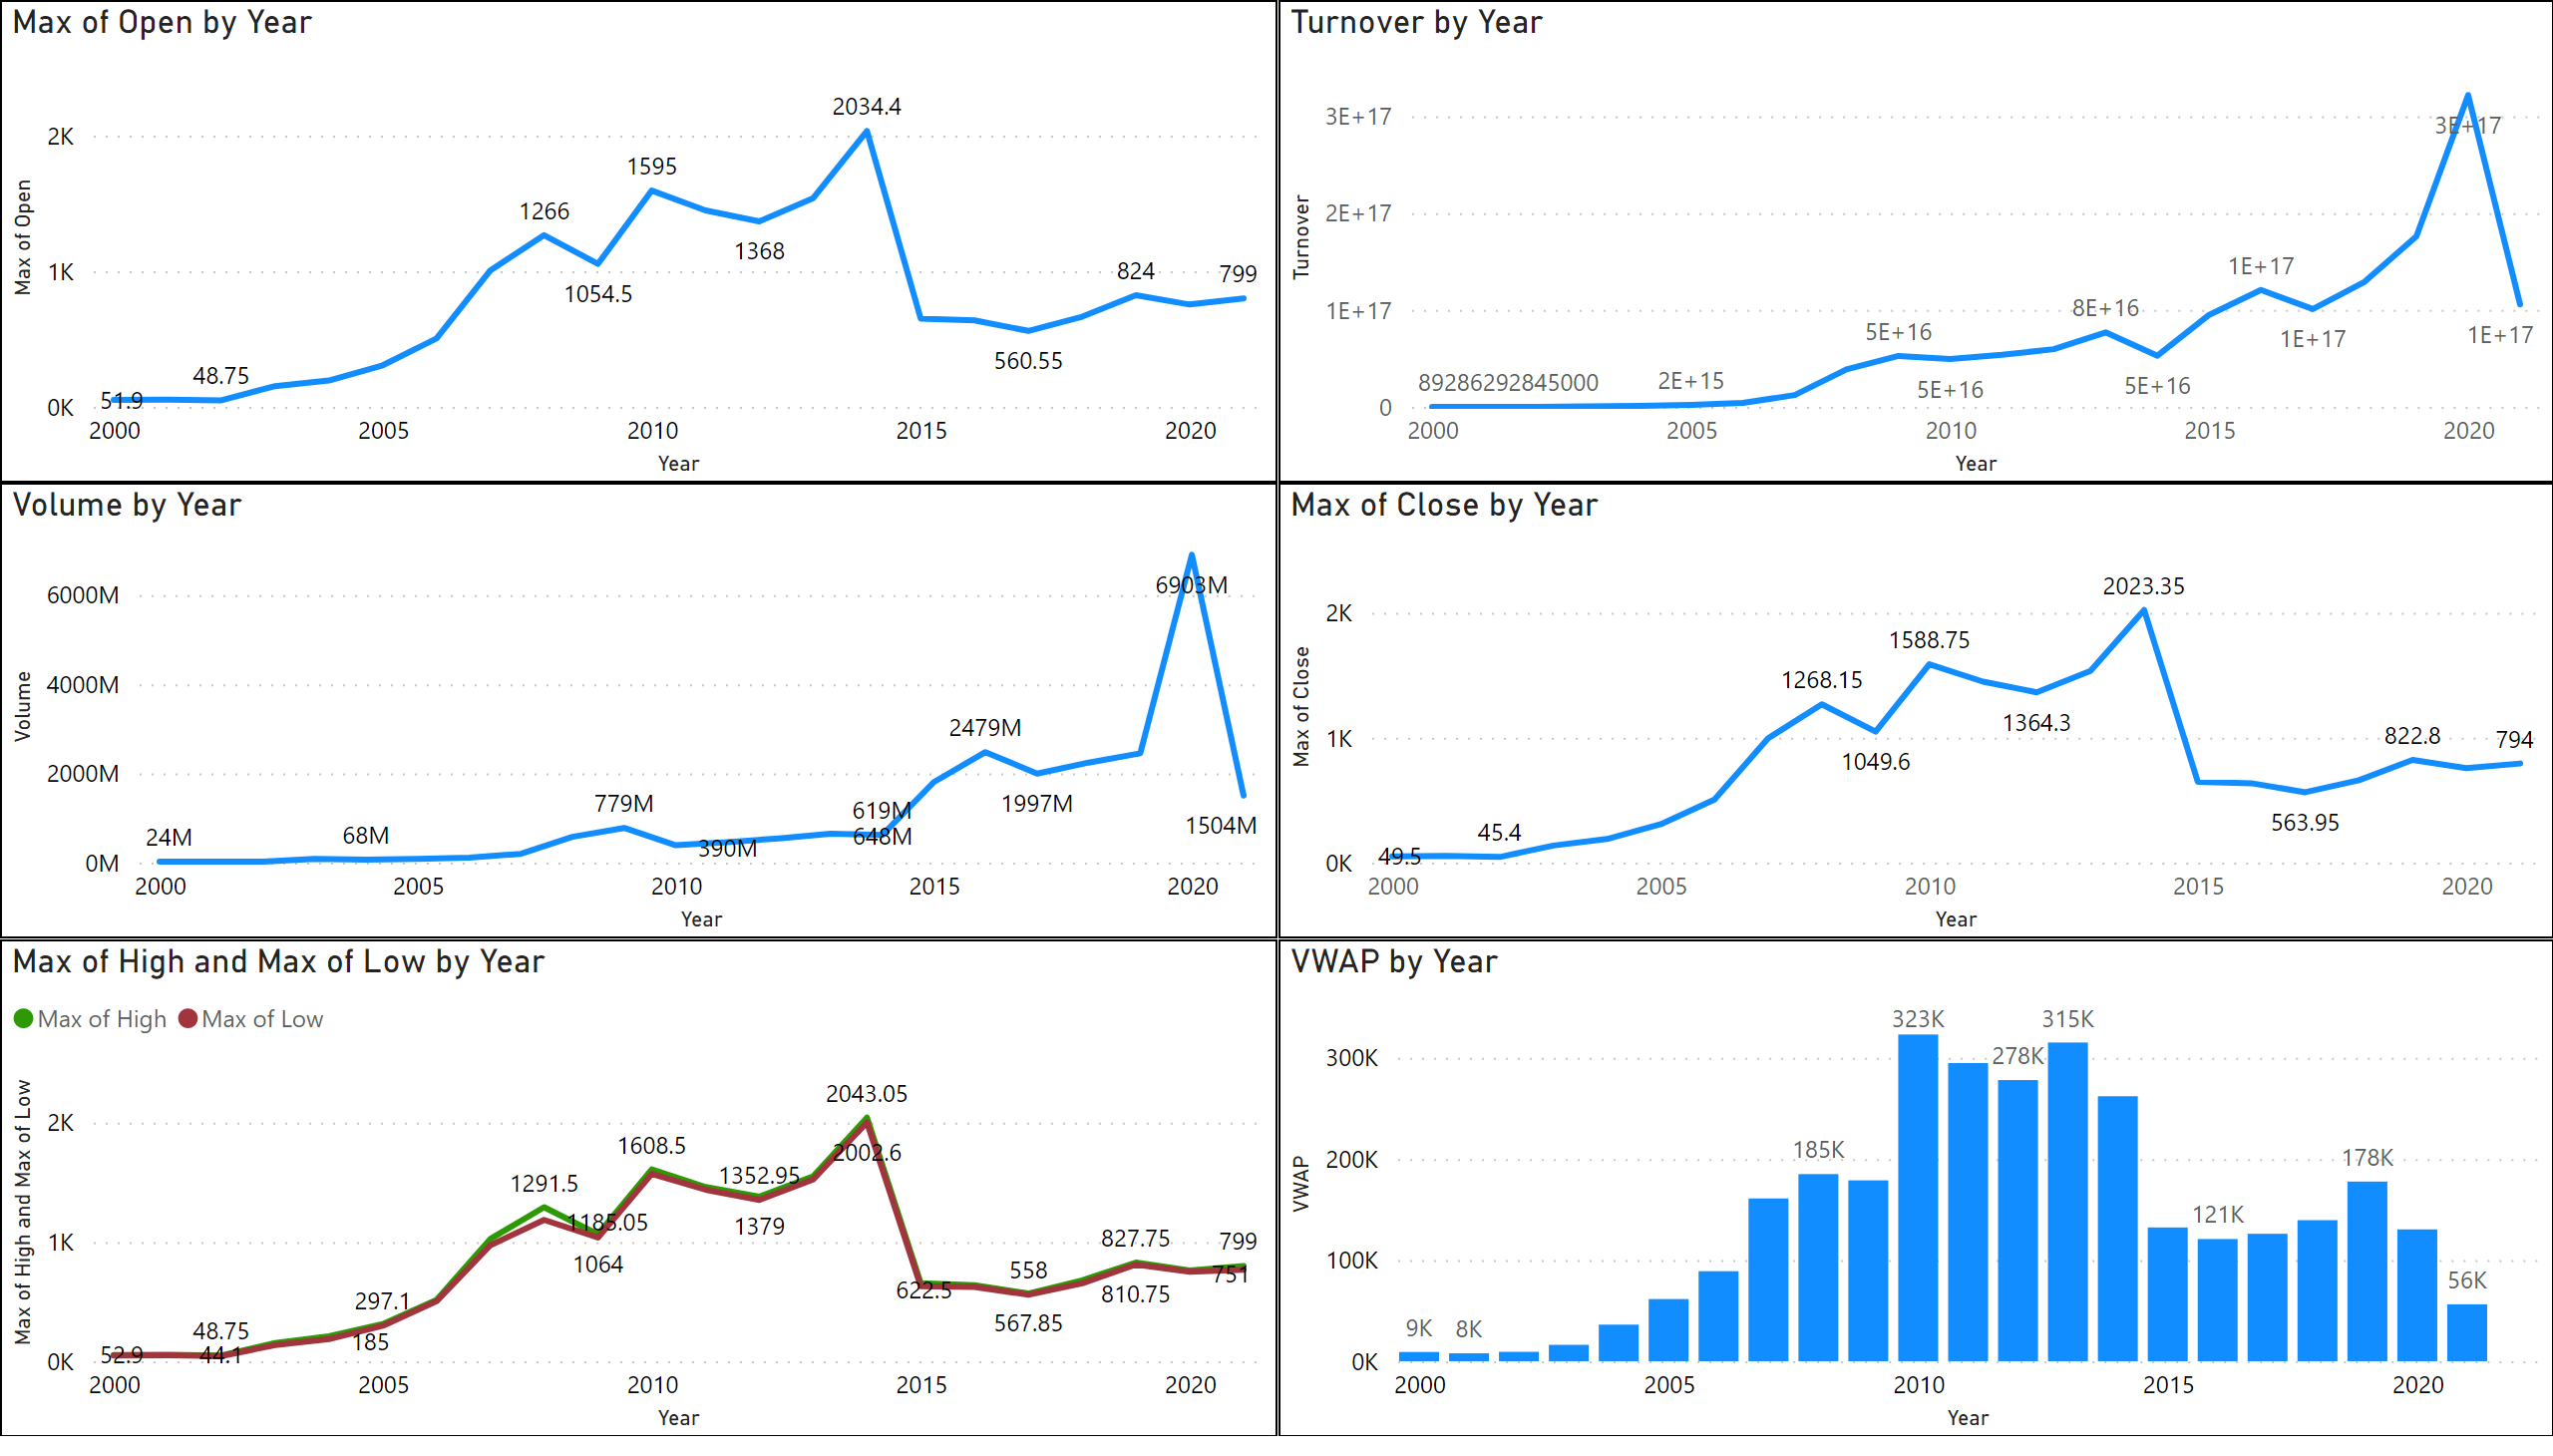 Max of Open by Year
Max of Open
2K
1K
0K
51.9
48.75
1266
1054.5
1595
1368
2034.4
560.55
824
799
2000 2005 2010 2015 2020
Year
Turnover by Year
Turnover
3E+17
2E+17
1E+17
0
89286292845000
2E+15
5E+16
5E+16
8E+16
5E+16
1E+17
1E+17
3E+17
1E+17
2000 2005 2010 2015 2020
Year
Volume by Year
Volume
6000M
4000M
2000M
0M
24M
68M
779M
390M
619M
648M
2479M
1997M
6903M
1504M
2000 2005 2010 2015 2020
Year
Max of Close by Year
Max of Close
2K
1K
0K
49.5
45.4
1268.15
1049.6
1588.75
1364.3
2023.35
563.95
822.8
794
2000 2005 2010 2015 2020
Year
Max of High and Max of Low by Year
Max of High Max of Low
Max of High and Max of Low
2K
1K
0K
52.9
48.75
44.1
297.1
185
1291.5
1185.05
1064
1608.5
1352.95
1379
2043.05
2002.6
622.5
558
567.85
827.75
810.75
799
751
2000 2005 2010 2015 2020
Year
VWAP by Year
VWAP
300K
200K
100K
0K
9K
8K
185K
323K
278K
315K
121K
178K
56K
2000 2005 2010 2015 2020
Year